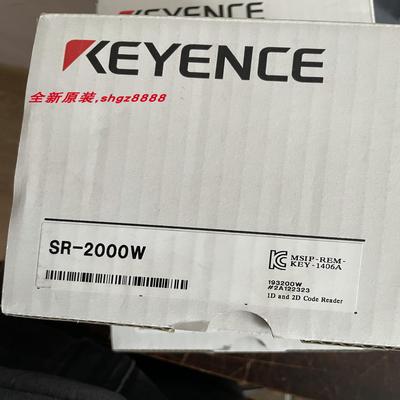 KEYENCE
KEYENCE
全新原装,shgz8888
SR-2000W
MSIP-REM-
KEY-1406A
193200W
#2A122323
1D and 2D Code Reader